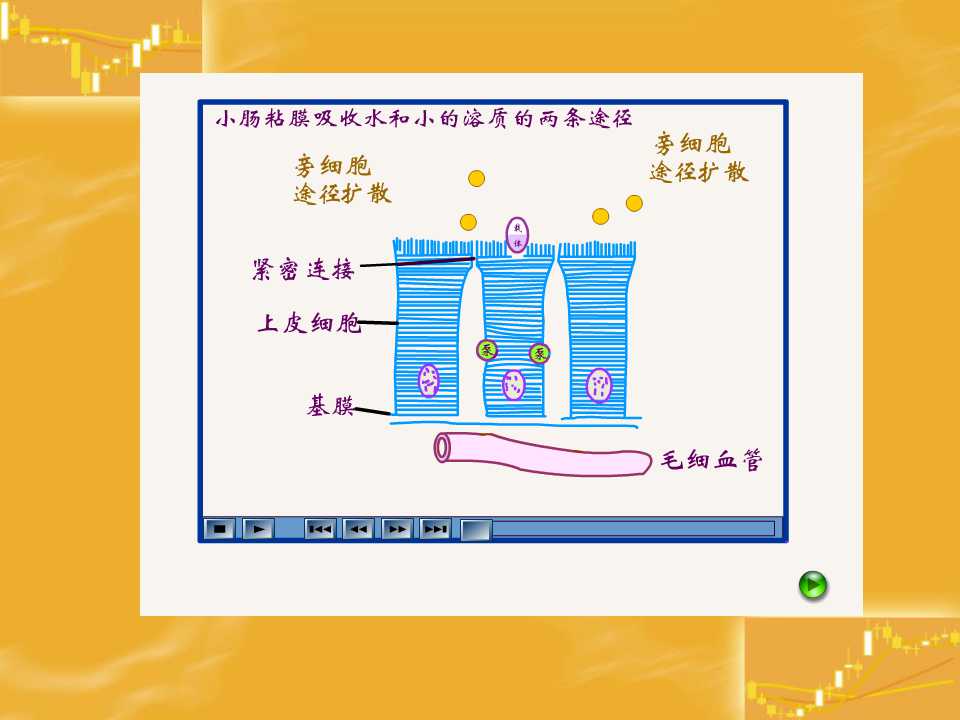 小肠粘膜吸收水和小的溶质的两条途径
旁细胞
途径扩散
旁细胞
途径扩散
载
体
紧密连接
上皮细胞
泵
泵
基膜
毛细血管